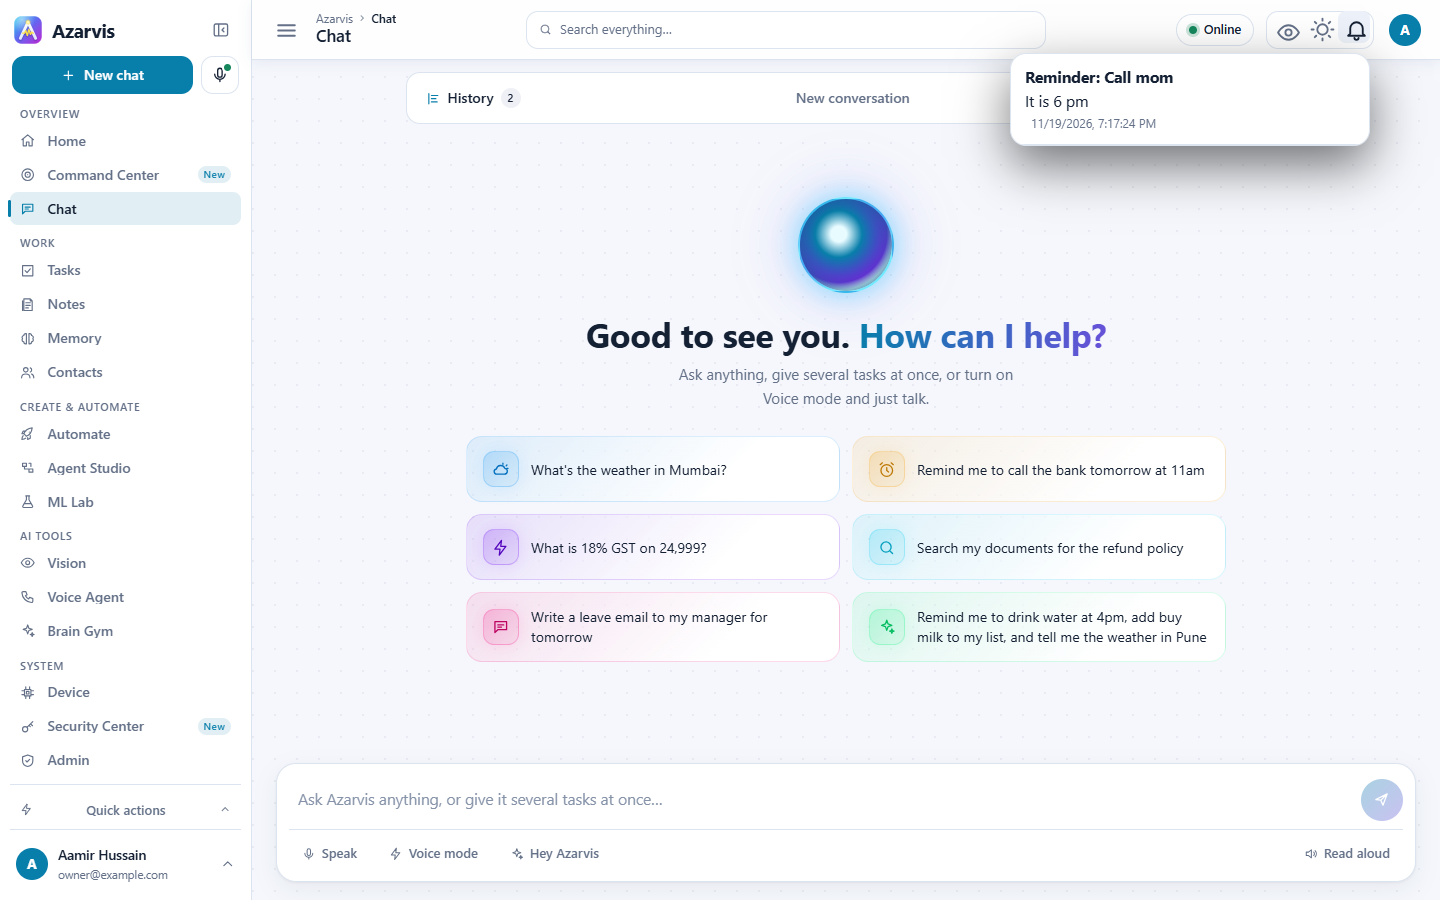 Azarvis
New chat
OVERVIEW
Home
Command Center New
Chat
WORK
Tasks
Notes
Memory
Contacts
CREATE & AUTOMATE
Automate
Agent Studio
ML Lab
AI TOOLS
Vision
Voice Agent
Brain Gym
SYSTEM
Device
Security Center New
Admin
Quick actions
A
Aamir Hussain
owner@example.com
Azarvis > Chat
Chat
Search everything...
Online
A
Reminder: Call mom
It is 6 pm
11/19/2026, 7:17:24 PM
History 2
New conversation
Good to see you. How can I help?
Ask anything, give several tasks at once, or turn on
Voice mode and just talk.
What's the weather in Mumbai?
Remind me to call the bank tomorrow at 11am
What is 18% GST on 24,999?
Search my documents for the refund policy
Write a leave email to my manager for
tomorrow
Remind me to drink water at 4pm, add buy
milk to my list, and tell me the weather in Pune
Ask Azarvis anything, or give it several tasks at once...
Speak
Voice mode
Hey Azarvis
Read aloud